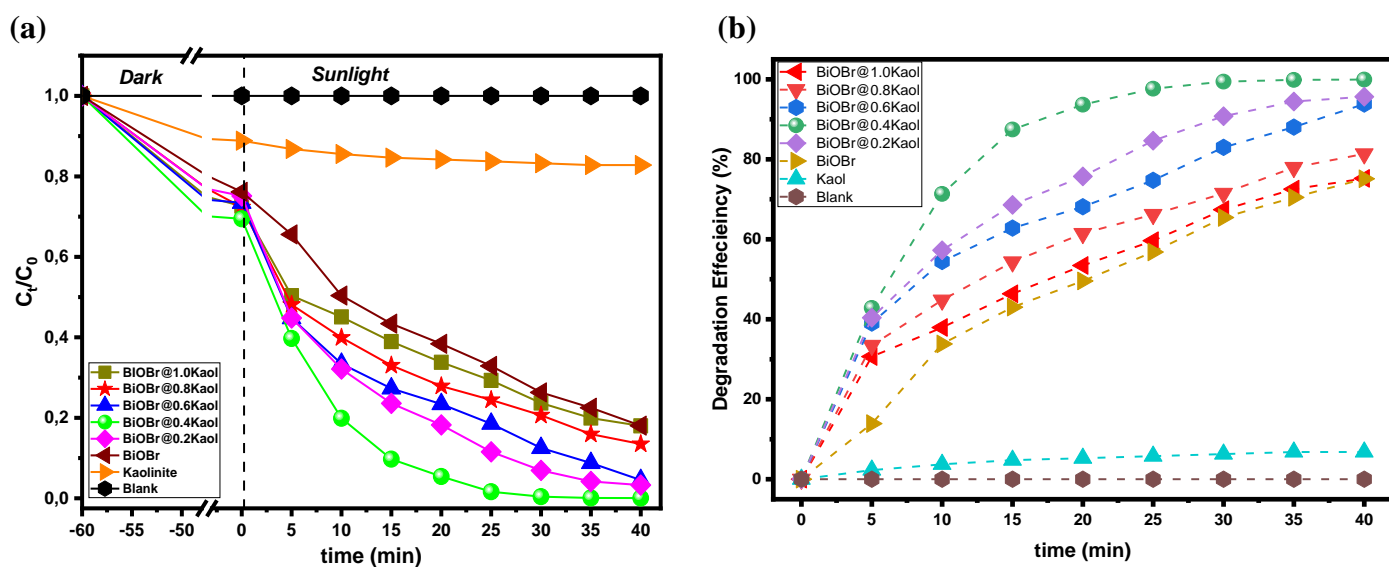 (a)
Dark
Sunlight
1,0
0,8
0,6
0,4
0,2
0,0
Cₜ/C₀
BIOBr@1.0Kaol
BiOBr@0.8Kaol
BiOBr@0.6Kaol
BiOBr@0.4Kaol
BiOBr@0.2Kaol
BiOBr
Kaolinite
Blank
-60 -55 -50 0 5 10 15 20 25 30 35 40
time (min)
(b)
100
80
60
40
20
0
Degradation Effecieincy (%)
BiOBr@1.0Kaol
BiOBr@0.8Kaol
BiOBr@0.6Kaol
BiOBr@0.4Kaol
BiOBr@0.2Kaol
BiOBr
Kaol
Blank
0 5 10 15 20 25 30 35 40
time (min)